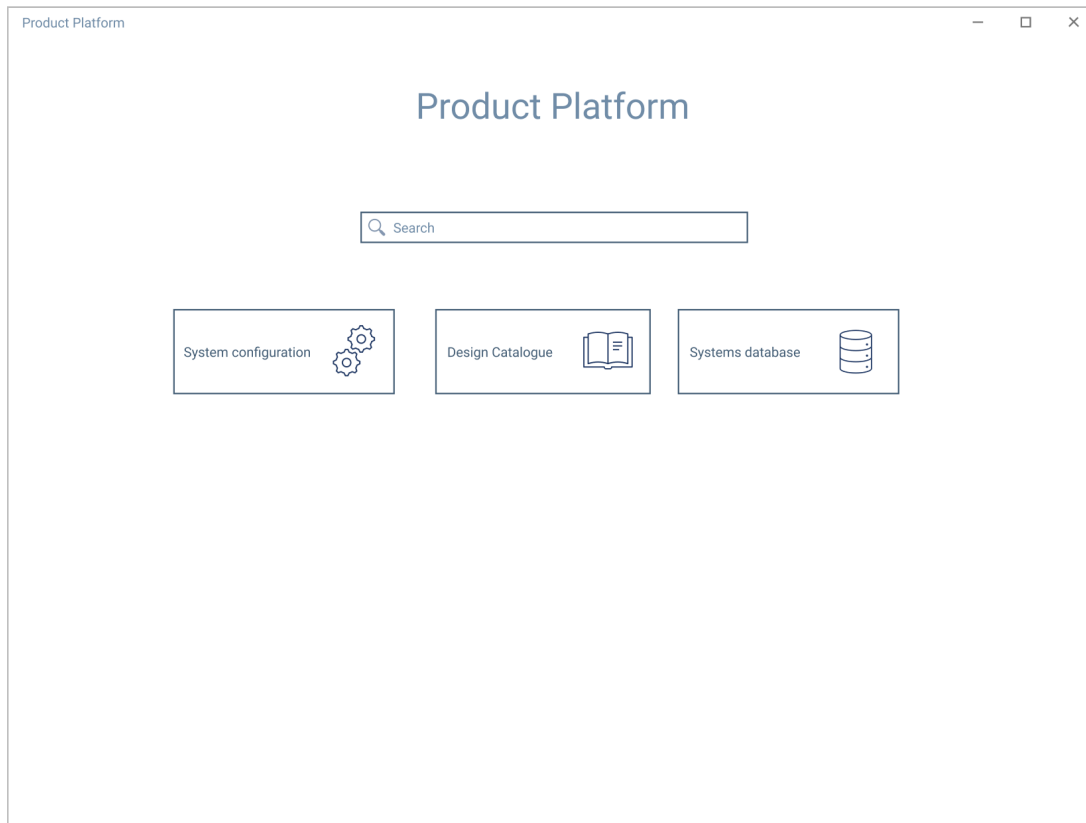 Product Platform
Product Platform
Search
System configuration
Design Catalogue
Systems database